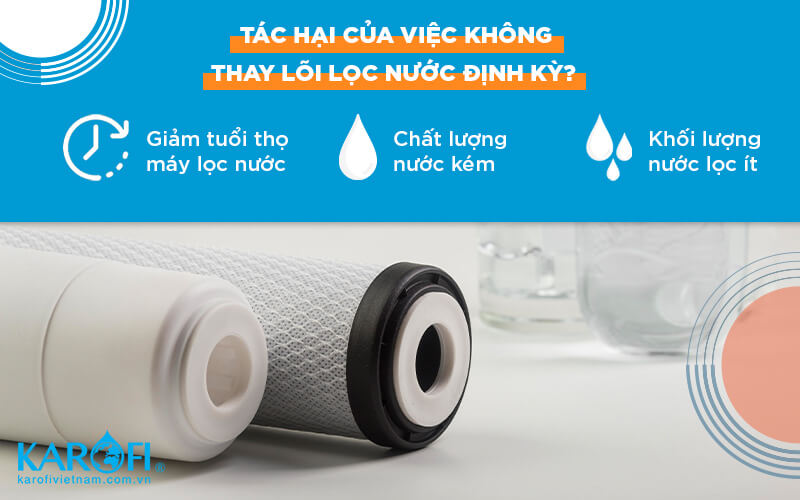 TÁC HẠI CỦA VIỆC KHÔNG
THAY LÕI LỌC NƯỚC ĐỊNH KỲ?
Giảm tuổi thọ
máy lọc nước
Chất lượng
nước kém
Khối lượng
nước lọc ít
KAROFI®
karofivietnam.com.vn